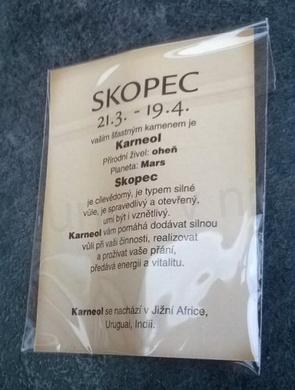 SKOPEC
21.3. - 19.4.
vaším šťastným kamenem je
Karneol
Přírodní živel: oheň
Planeta: Mars
Skopec
je cílevědomý, je typem silné
vůle, je spravedlivý a otevřený,
umí být i vznětlivý.
Karneol vám pomáhá dodávat silnou
vůli při vaší činnosti, realizovat
a prožívat vaše přání,
předává energii a vitalitu.
Karneol se nachází v Jižní Africe,
Uruguai, Indii.